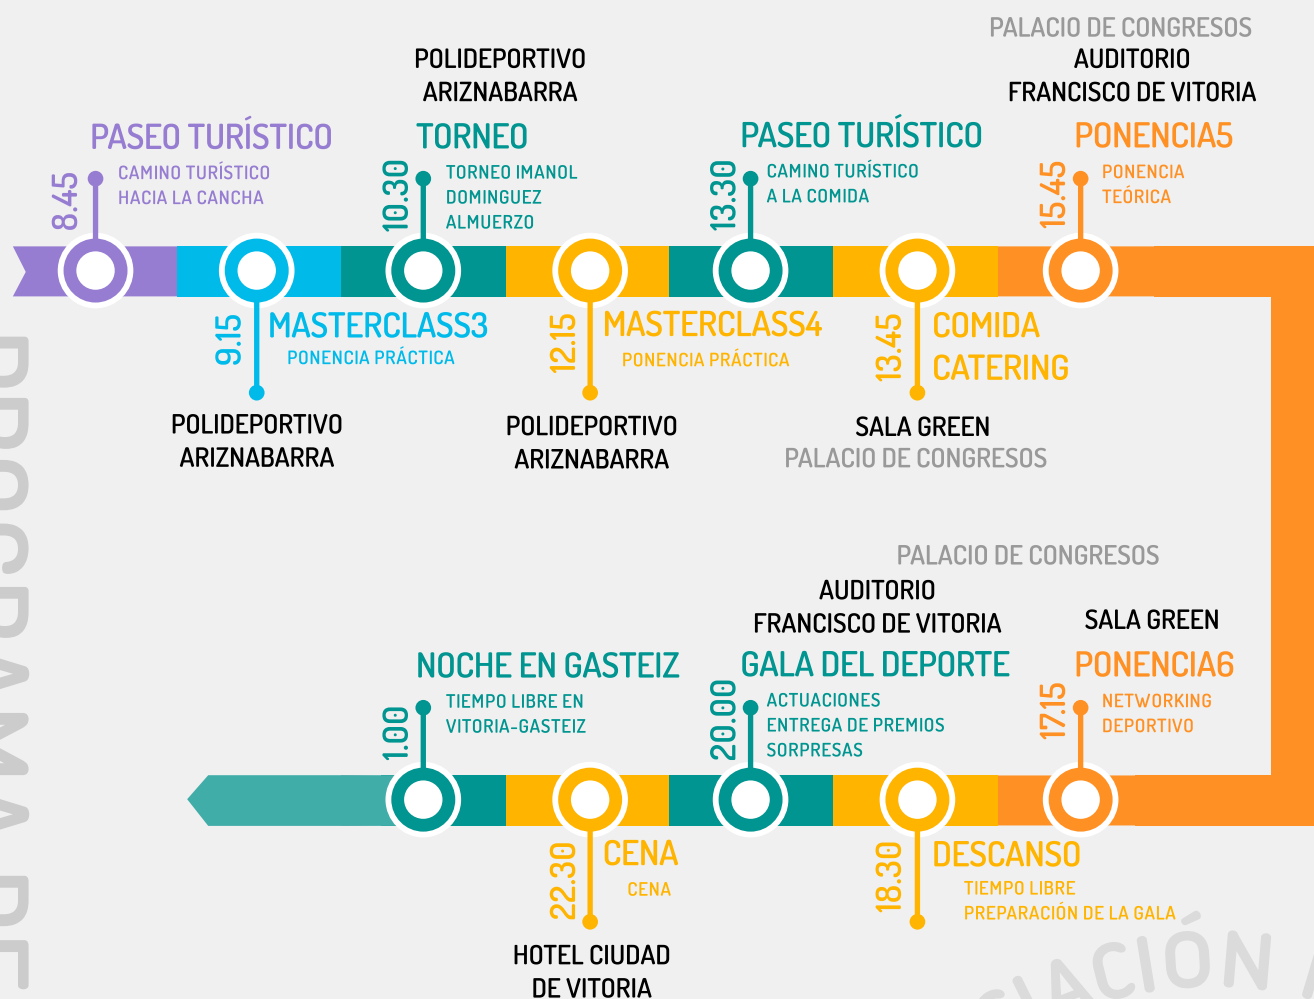 PALACIO DE CONGRESOS
POLIDEPORTIVO
ARIZNABARRA
AUDITORIO
FRANCISCO DE VITORIA
PASEO TURÍSTICO
8.45
CAMINO TURÍSTICO
HACIA LA CANCHA
TORNEO
10.30
TORNEO IMANOL
DOMINGUEZ
ALMUERZO
PASEO TURÍSTICO
13.30
CAMINO TURÍSTICO
A LA COMIDA
PONENCIA5
15.45
PONENCIA
TEÓRICA
9.15
MASTERCLASS3
PONENCIA PRÁCTICA
POLIDEPORTIVO
ARIZNABARRA
12.15
MASTERCLASS4
PONENCIA PRÁCTICA
POLIDEPORTIVO
ARIZNABARRA
13.45
COMIDA
CATERING
SALA GREEN
PALACIO DE CONGRESOS
PALACIO DE CONGRESOS
AUDITORIO
FRANCISCO DE VITORIA
SALA GREEN
NOCHE EN GASTEIZ
1.00
TIEMPO LIBRE EN
VITORIA-GASTEIZ
GALA DEL DEPORTE
20.00
ACTUACIONES
ENTREGA DE PREMIOS
SORPRESAS
PONENCIA6
17.15
NETWORKING
DEPORTIVO
22.30
CENA
CENA
HOTEL CIUDAD
DE VITORIA
18.30
DESCANSO
TIEMPO LIBRE
PREPARACIÓN DE LA GALA
PROGRAMA DE